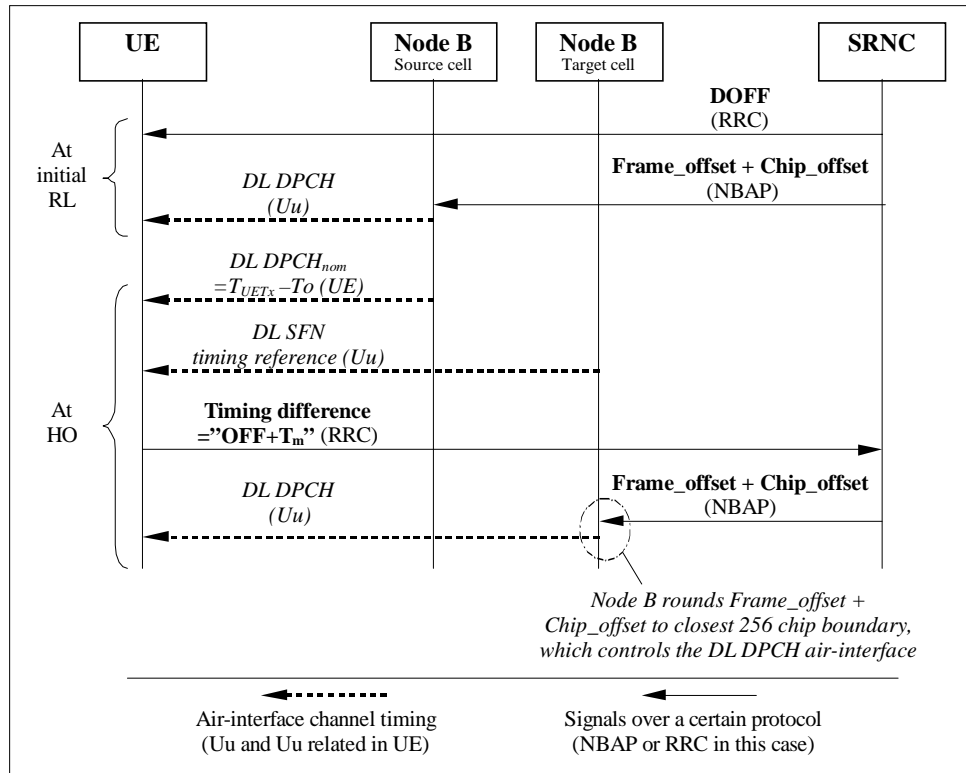 UE
Node B
Source cell
Node B
Target cell
SRNC
DOFF
(RRC)
At
initial
RL
Frame_offset + Chip_offset
(NBAP)
DL DPCH
(Uu)
DL DPCHnom
=TUETx –To (UE)
DL SFN
timing reference (Uu)
At
HO
Timing difference
=”OFF+Tm” (RRC)
Frame_offset + Chip_offset
(NBAP)
DL DPCH
(Uu)
Node B rounds Frame_offset +
Chip_offset to closest 256 chip boundary,
which controls the DL DPCH air-interface
Air-interface channel timing
(Uu and Uu related in UE)
Signals over a certain protocol
(NBAP or RRC in this case)